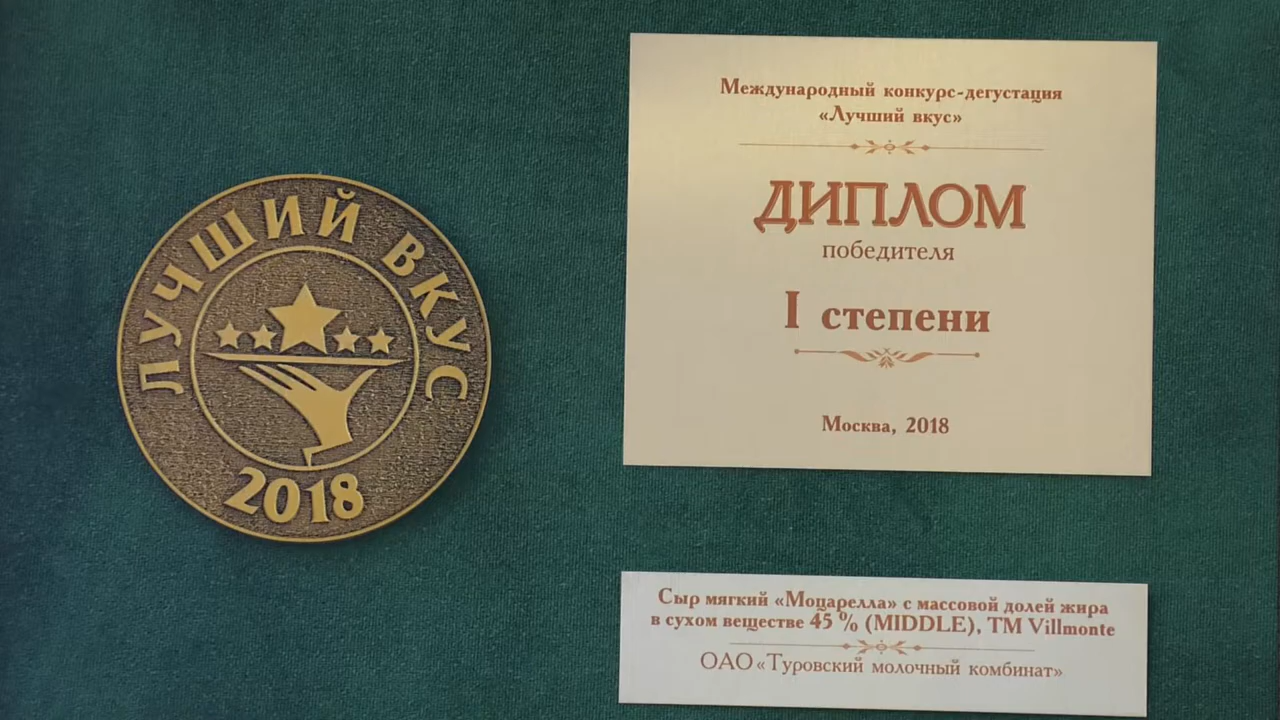 ЛУЧШИЙ ВКУС
2018
Международный конкурс-дегустация
«Лучший вкус»
ДИПЛОМ
победителя
I степени
Москва, 2018
Сыр мягкий «Моцарелла» с массовой долей жира
в сухом веществе 45 % (MIDDLE), ТМ Villmonte
ОАО «Туровский молочный комбинат»